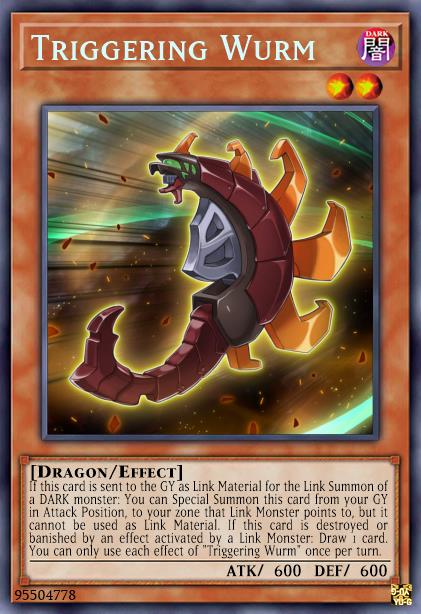 Triggering Wurm
DARK
闇
[Dragon/Effect]
If this card is sent to the GY as Link Material for the Link Summon of
a DARK monster: You can Special Summon this card from your GY
in Attack Position, to your zone that Link Monster points to, but it
cannot be used as Link Material. If this card is destroyed or
banished by an effect activated by a Link Monster: Draw 1 card.
You can only use each effect of "Triggering Wurm" once per turn.
ATK/ 600 DEF/ 600
95504778